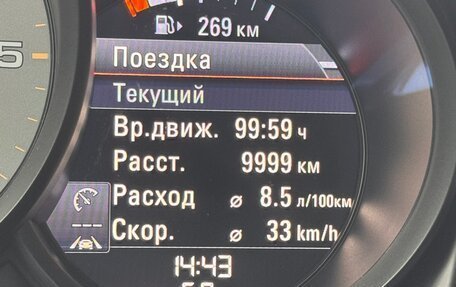 269 км
5
Поездка
Текущий
Вр.движ. 99:59 ч
Расст. 9999 км
Расход ⌀ 8.5 л/100км
Скор. ⌀ 33 km/h
---
14:43